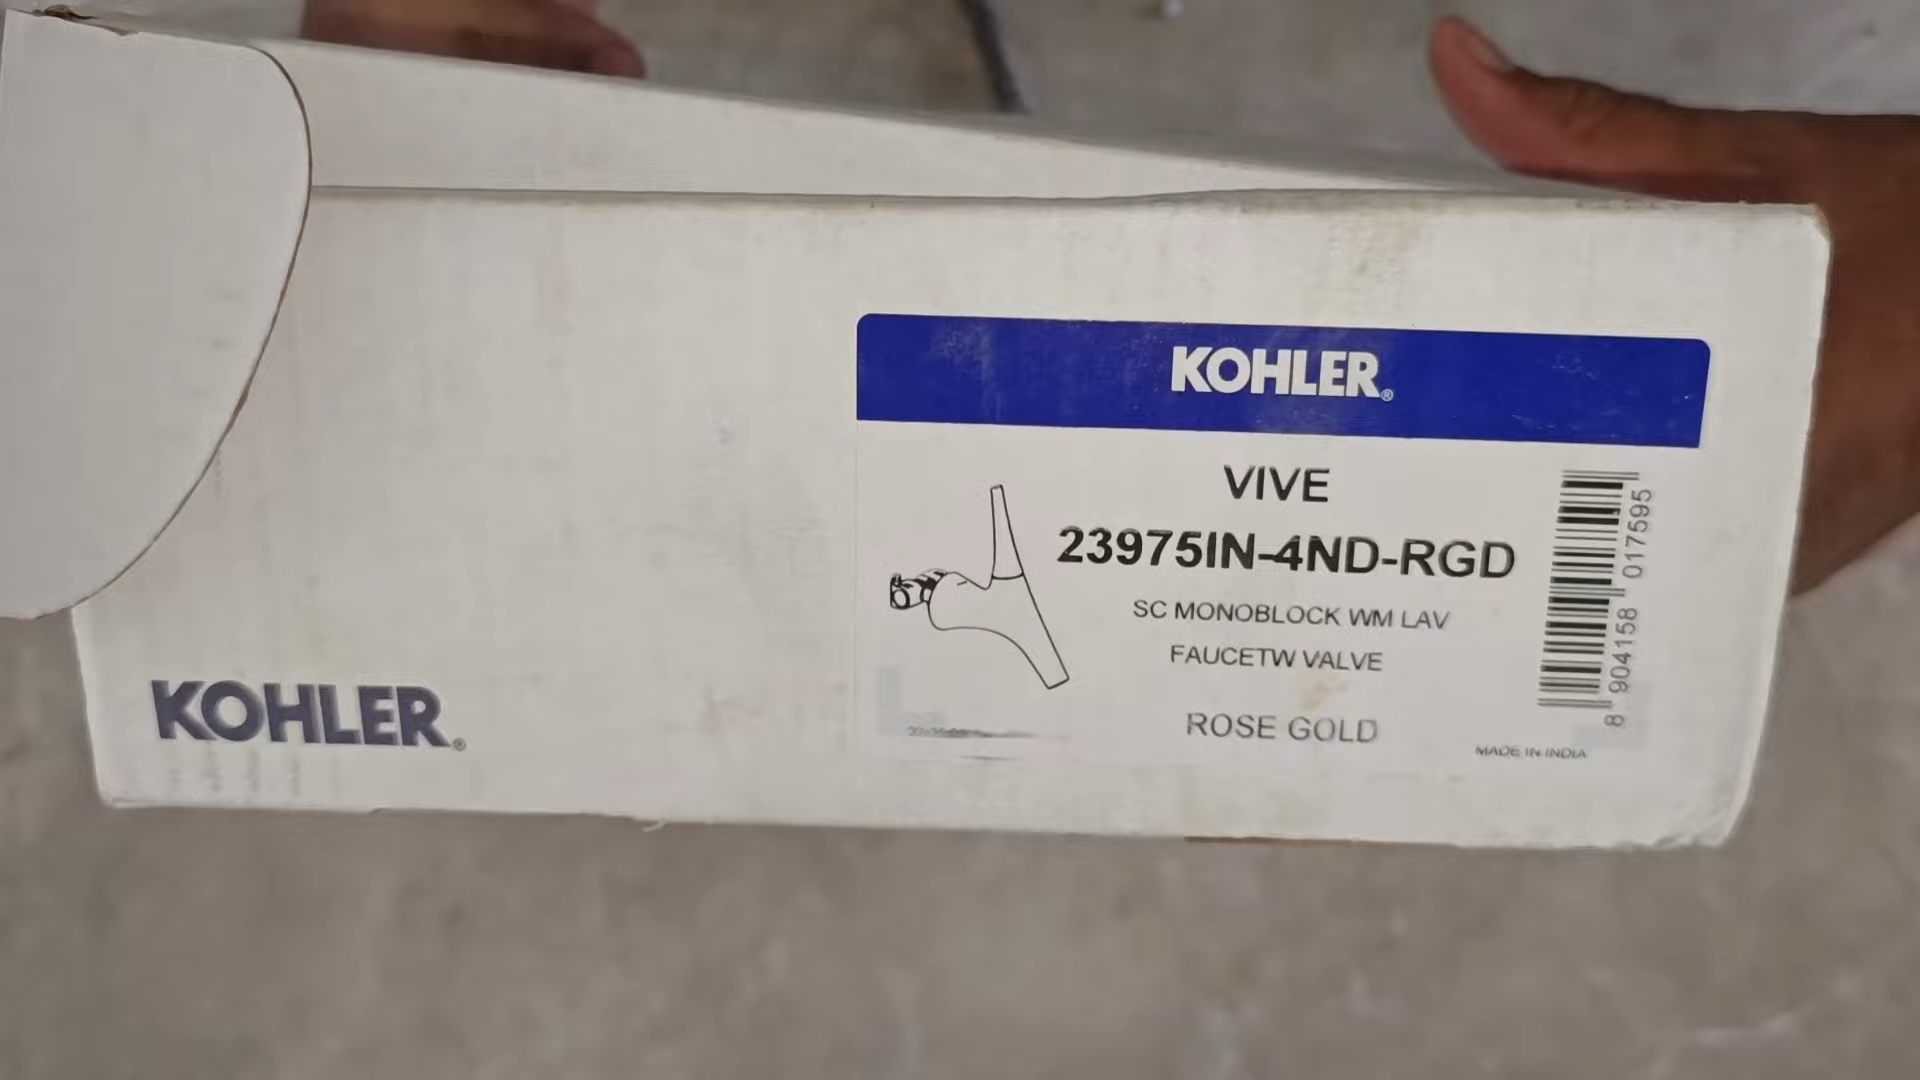 KOHLER®
VIVE
23975IN-4ND-RGD
SC MONOBLOCK WM LAV
FAUCETW VALVE
ROSE GOLD
MADE IN INDIA
8 904158 017595
KOHLER®